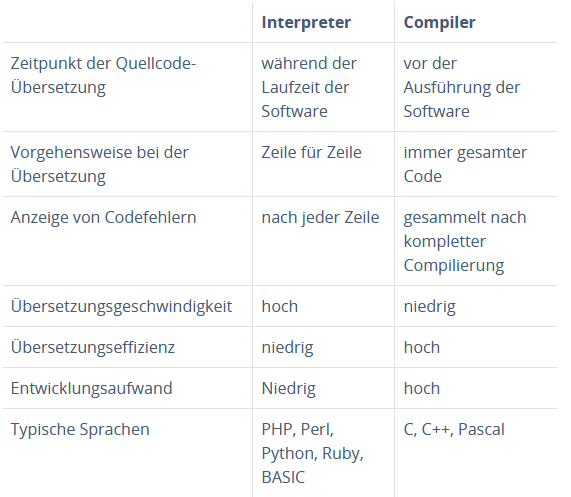 Interpreter Compiler
Zeitpunkt der Quellcode-
Übersetzung
während der
Laufzeit der
Software
vor der
Ausführung der
Software
Vorgehensweise bei der
Übersetzung
Zeile für Zeile
immer gesamter
Code
Anzeige von Codefehlern
nach jeder Zeile
gesammelt nach
kompletter
Compilierung
Übersetzungsgeschwindigkeit
hoch
niedrig
Übersetzungseffizienz
niedrig
hoch
Entwicklungsaufwand
Niedrig
hoch
Typische Sprachen
PHP, Perl,
Python, Ruby,
BASIC
C, C++, Pascal